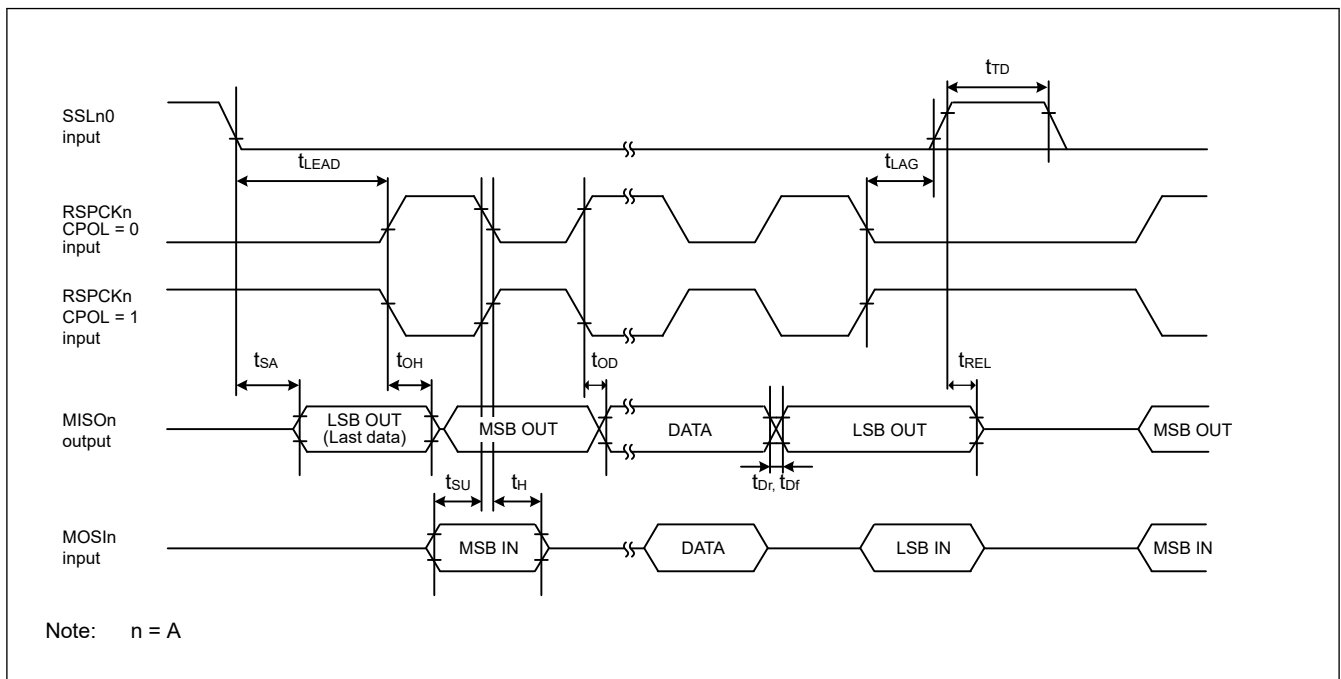 tTD
SSLn0
input
tLEAD
tLAG
RSPCKn
CPOL = 0
input
RSPCKn
CPOL = 1
input
tSA
tOH
tOD
tREL
MISOn
output
LSB OUT
(Last data)
MSB OUT
DATA
LSB OUT
MSB OUT
tSU
tH
tDr, tDf
MOSIn
input
MSB IN
DATA
LSB IN
MSB IN
Note: n = A